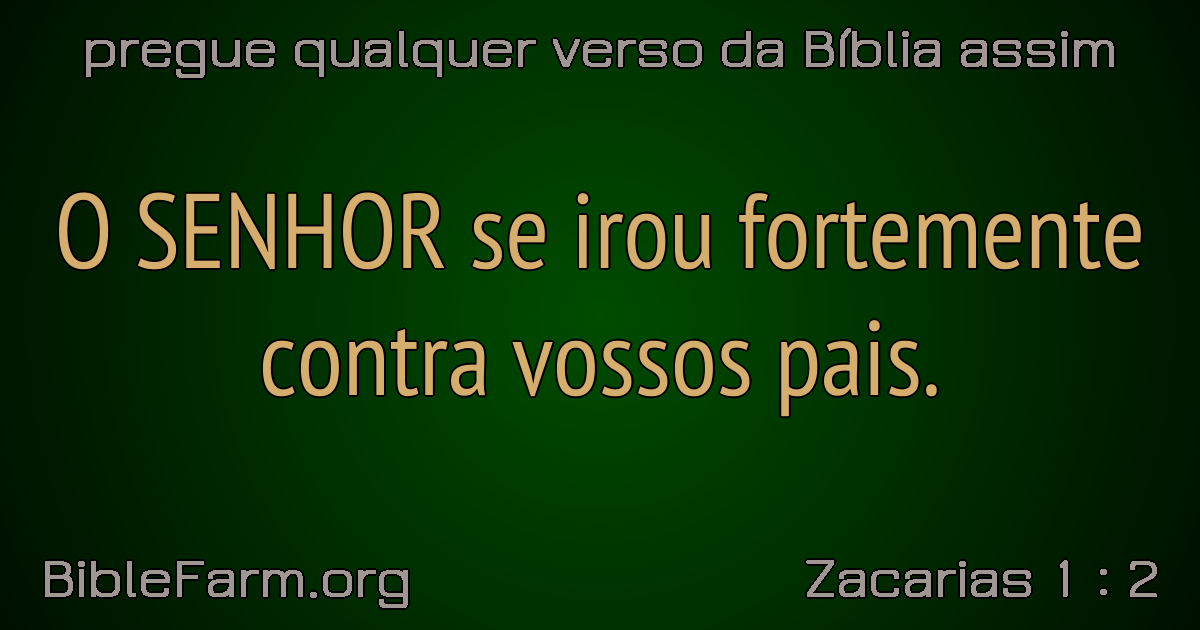 pregue qualquer verso da Bíblia assim
O SENHOR se irou fortemente
contra vossos pais.
BibleFarm.org
Zacarias 1 : 2